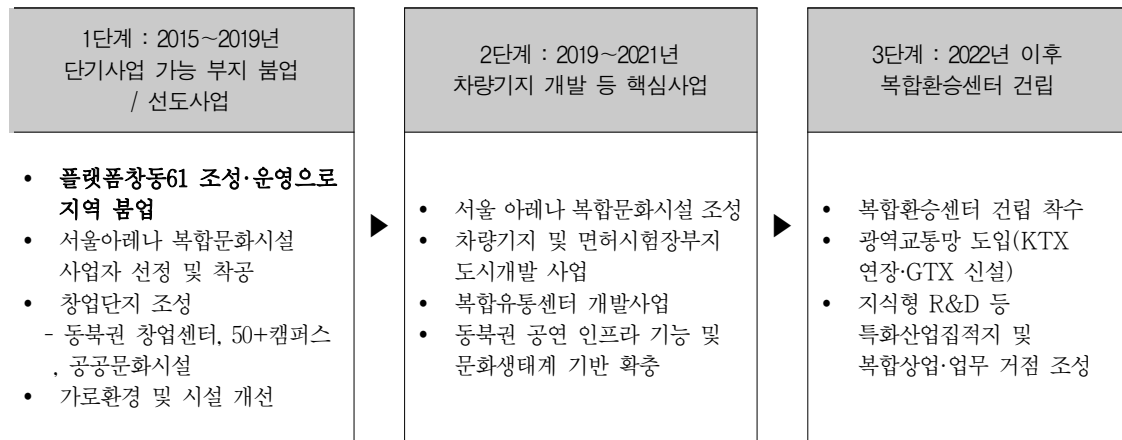 1단계 : 2015~2019년
단기사업 가능 부지 붐업
/ 선도사업
• 플랫폼창동61 조성·운영으로
지역 붐업
• 서울아레나 복합문화시설
사업자 선정 및 착공
• 창업단지 조성
- 동북권 창업센터, 50+캠퍼스
, 공공문화시설
• 가로환경 및 시설 개선
▶
2단계 : 2019~2021년
차량기지 개발 등 핵심사업
• 서울 아레나 복합문화시설 조성
• 차량기지 및 면허시험장부지
도시개발 사업
• 복합유통센터 개발사업
• 동북권 공연 인프라 기능 및
문화생태계 기반 확충
▶
3단계 : 2022년 이후
복합환승센터 건립
• 복합환승센터 건립 착수
• 광역교통망 도입(KTX
연장·GTX 신설)
• 지식형 R&D 등
특화산업집적지 및
복합상업·업무 거점 조성